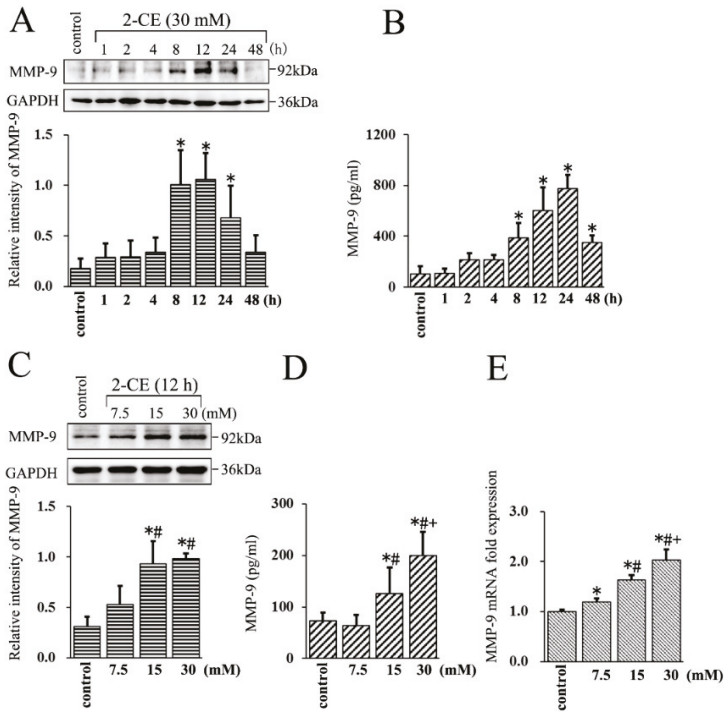 A
2-CE (30 mM)
control 1 2 4 8 12 24 48 (h)
MMP-9 92kDa
GAPDH 36kDa
Relative intensity of MMP-9
1.5
1.0
0.5
0.0
* * *
control 1 2 4 8 12 24 48 (h)
B
MMP-9 (pg/ml)
1200
800
400
0
* * * *
control 1 2 4 8 12 24 48 (h)
C
2-CE (12 h)
control 7.5 15 30 (mM)
MMP-9 92kDa
GAPDH 36kDa
Relative intensity of MMP-9
1.5
1.0
0.5
0.0
*# *#
control 7.5 15 30 (mM)
D
MMP-9 (pg/ml)
300
200
100
0
*# *#+
control 7.5 15 30 (mM)
E
MMP-9 mRNA fold expression
3.0
2.0
1.0
0.0
* *# *#+
control 7.5 15 30 (mM)